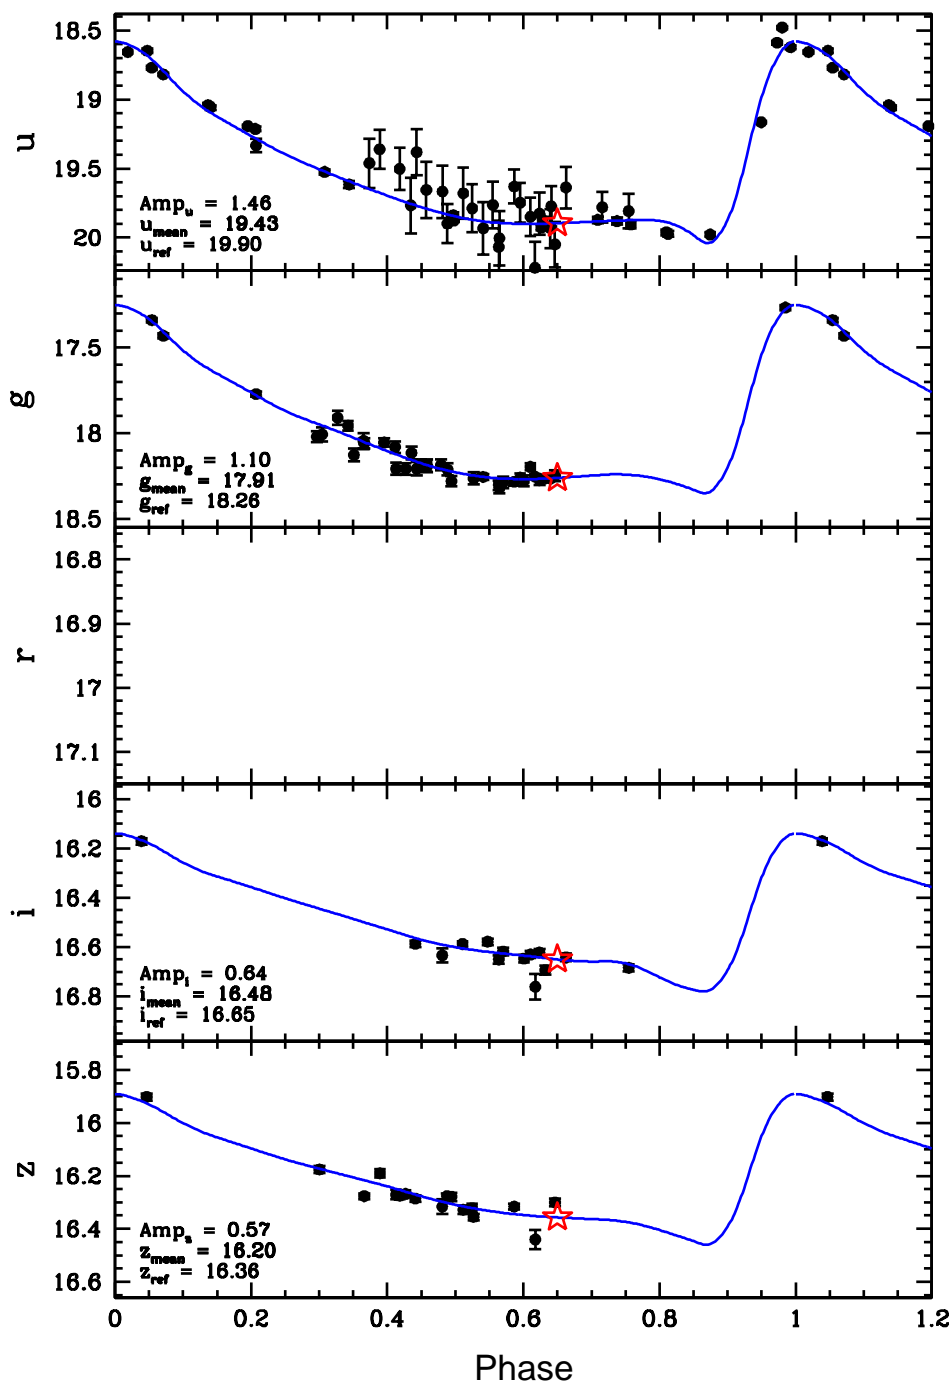 18.5
19
19.5
20
u
Amp_u = 1.46
u_mean = 19.43
u_ref = 19.90
17.5
18
18.5
g
Amp_g = 1.10
g_mean = 17.91
g_ref = 18.26
16.8
16.9
17
17.1
r
16
16.2
16.4
16.6
16.8
i
Amp_i = 0.64
i_mean = 16.48
i_ref = 16.65
15.8
16
16.2
16.4
16.6
z
Amp_z = 0.57
z_mean = 16.20
z_ref = 16.36
0 0.2 0.4 0.6 0.8 1 1.2
Phase